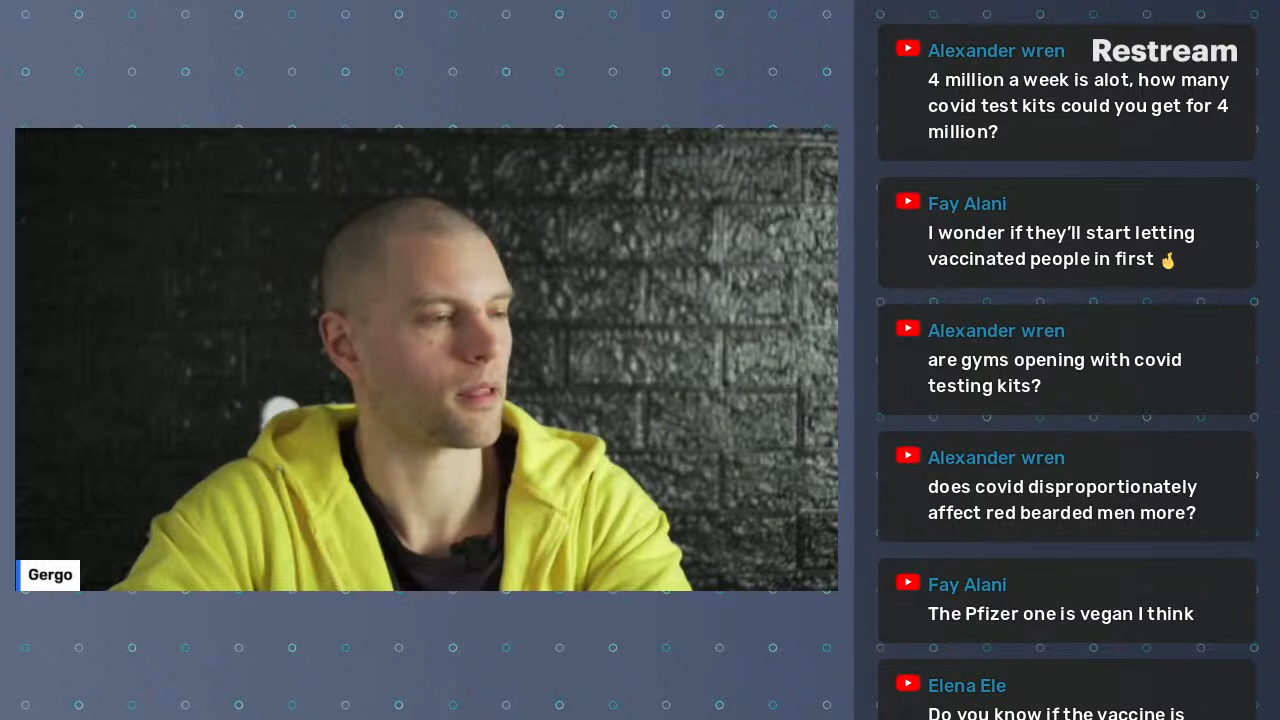 Restream
Alexander wren
4 million a week is alot, how many
covid test kits could you get for 4
million?
Fay Alani
I wonder if they’ll start letting
vaccinated people in first 🤞
Alexander wren
are gyms opening with covid
testing kits?
Alexander wren
does covid disproportionately
affect red bearded men more?
Fay Alani
The Pfizer one is vegan I think
Elena Ele
Do you know if the vaccine is
Gergo